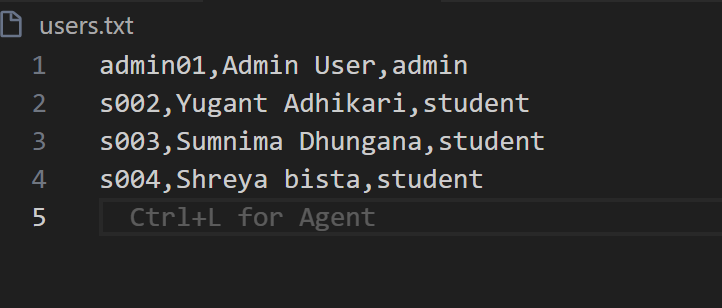 users.txt
1 admin01,Admin User,admin
2 s002,Yugant Adhikari,student
3 s003,Sumnima Dhungana,student
4 s004,Shreya bista,student
5 Ctrl+L for Agent